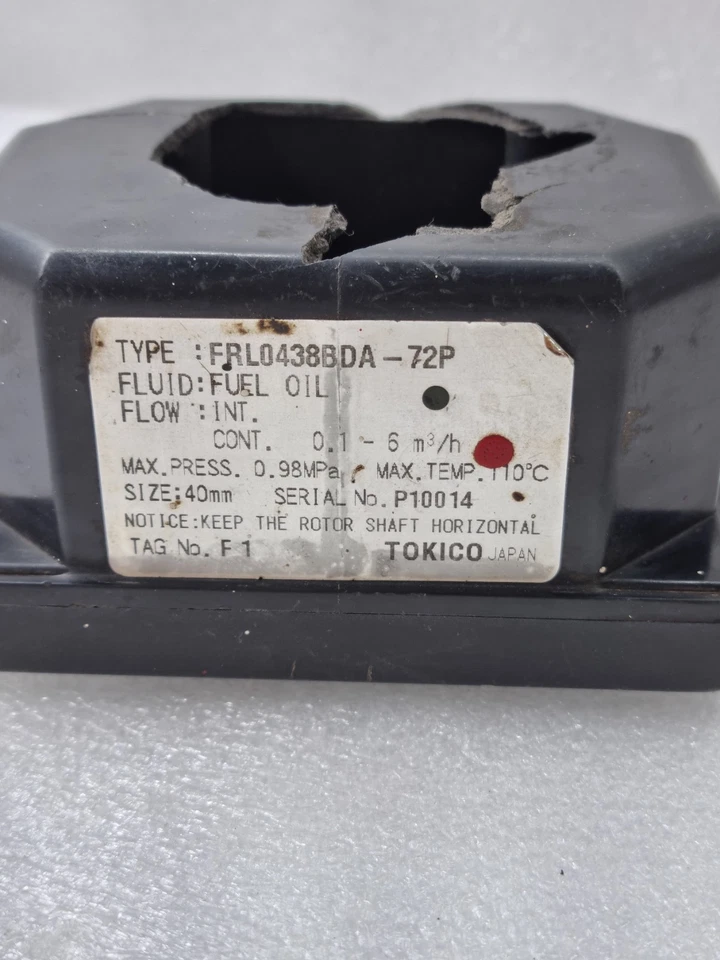 TYPE : FRL0438BDA-72P
FLUID: FUEL OIL
FLOW : INT.
CONT. 0.1 - 6 m³/h
MAX.PRESS. 0.98MPa, MAX.TEMP. 110°C
SIZE: 40mm SERIAL No. P10014
NOTICE: KEEP THE ROTOR SHAFT HORIZONTAL
TAG No. F 1 TOKICO JAPAN